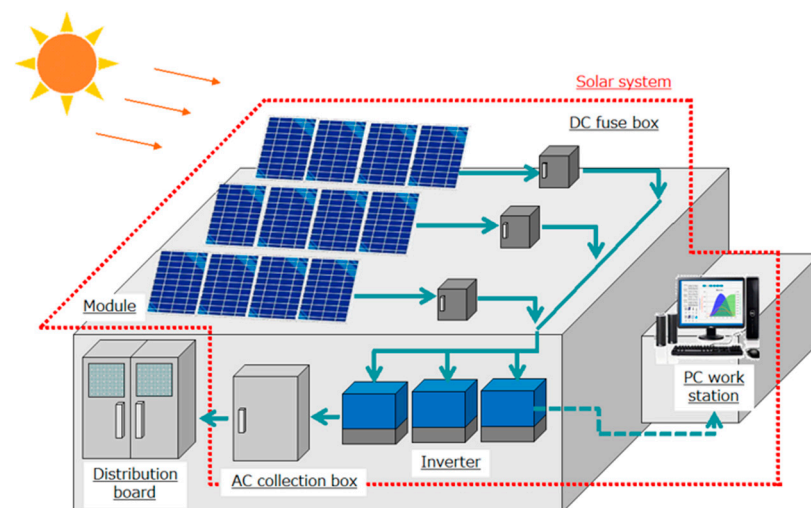 Solar system
DC fuse box
Module
PC work
station
Inverter
AC collection box
Distribution
board